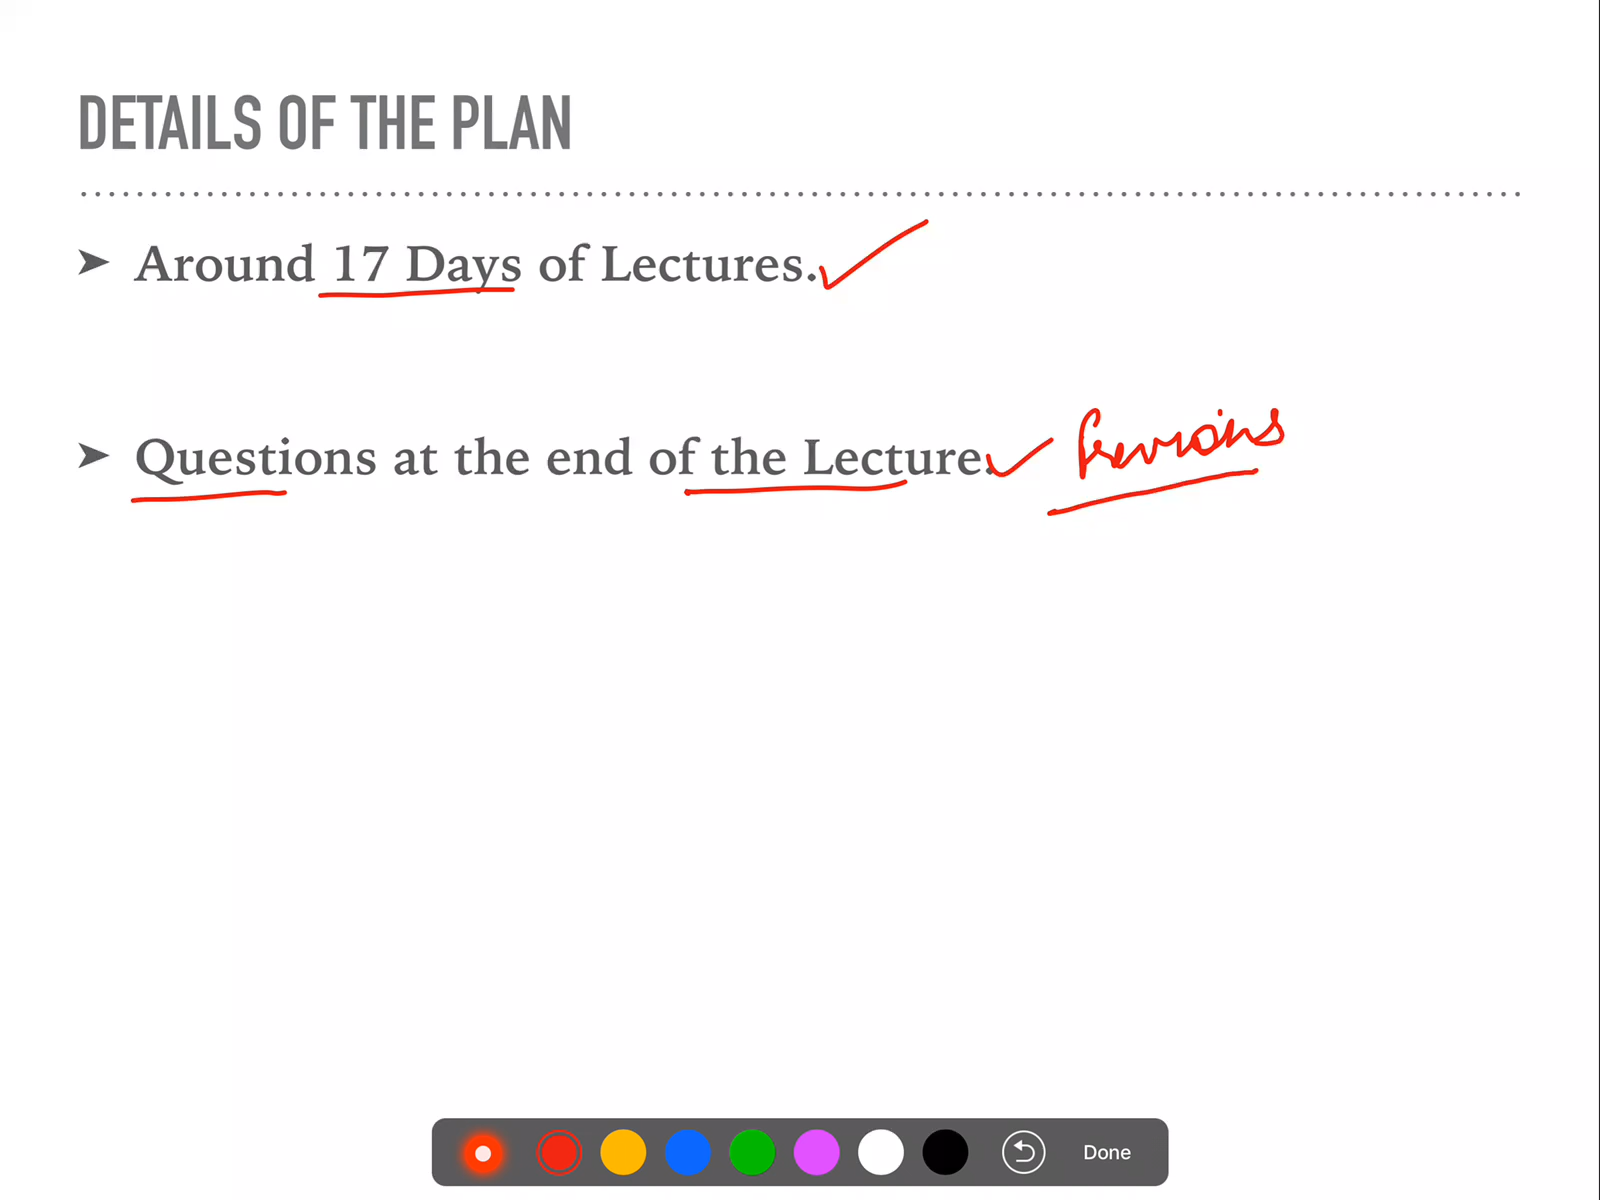 DETAILS OF THE PLAN
➤ Around 17 Days of Lectures.
➤ Questions at the end of the Lecture.
Done